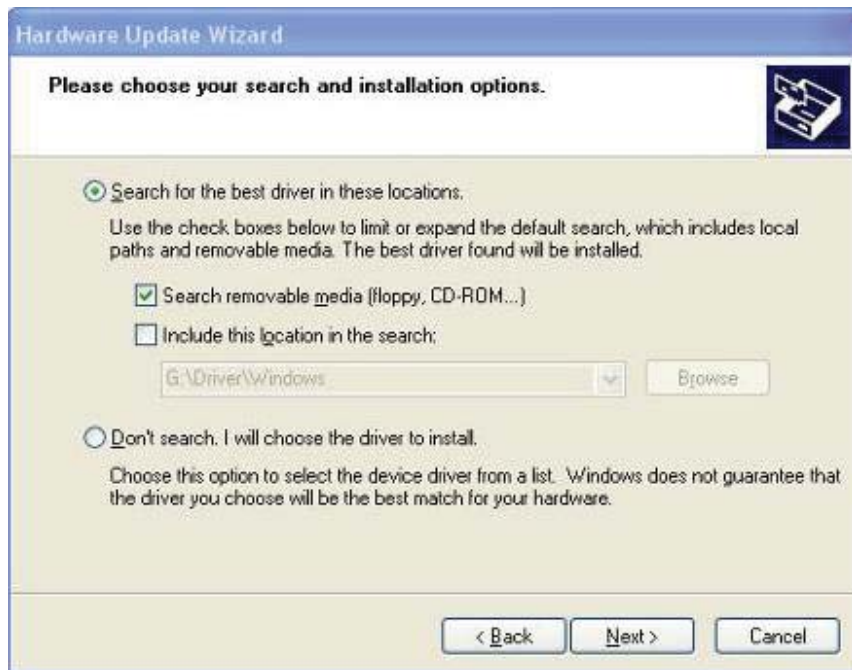 Hardware Update Wizard
Please choose your search and installation options.
Search for the best driver in these locations.
Use the check boxes below to limit or expand the default search, which includes local
paths and removable media. The best driver found will be installed.
Search removable media (floppy, CD-ROM...)
Include this location in the search:
G:\Driver\Windows
Browse
Don't search. I will choose the driver to install.
Choose this option to select the device driver from a list. Windows does not guarantee that
the driver you choose will be the best match for your hardware.
< Back Next > Cancel